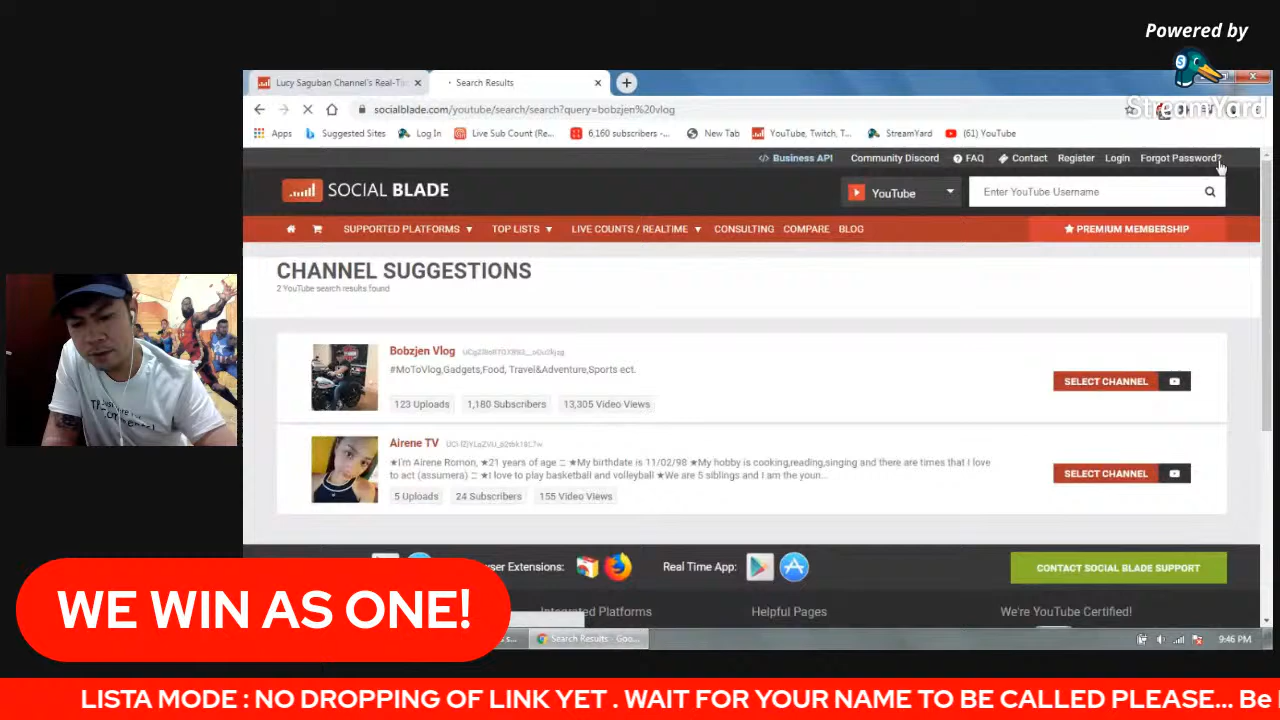 Powered by
StreamYard
Lucy Saguban Channel's Real-Ti
Search Results
socialblade.com/youtube/search/search?query=bobzjen%20vlog
Apps
Suggested Sites
Log In
Live Sub Count (Re...
6,160 subscribers -...
New Tab
YouTube, Twitch, T...
StreamYard
(61) YouTube
</> Business API
Community Discord
FAQ
Contact
Register
Login
Forgot Password?
SOCIAL BLADE
YouTube
Enter YouTube Username
SUPPORTED PLATFORMS
TOP LISTS
LIVE COUNTS / REALTIME
CONSULTING
COMPARE
BLOG
★ PREMIUM MEMBERSHIP
CHANNEL SUGGESTIONS
2 YouTube search results found
Bobzjen Vlog
#MoToVlog,Gadgets,Food, Travel&Adventure,Sports ect.
123 Uploads
1,180 Subscribers
13,305 Video Views
SELECT CHANNEL
Airene TV
★I'm Airene Romon, ★21 years of age :: ★My birthdate is 11/02/98 ★My hobby is cooking,reading,singing and there are times that I love
to act (assumera) :: ★I love to play basketball and volleyball ★We are 5 siblings and I am the youn...
5 Uploads
24 Subscribers
155 Video Views
SELECT CHANNEL
ser Extensions:
Real Time App:
CONTACT SOCIAL BLADE SUPPORT
Integrated Platforms
Helpful Pages
We're YouTube Certified!
Search Results - Goo...
9:46 PM
WE WIN AS ONE!
LISTA MODE : NO DROPPING OF LINK YET . WAIT FOR YOUR NAME TO BE CALLED PLEASE... Be